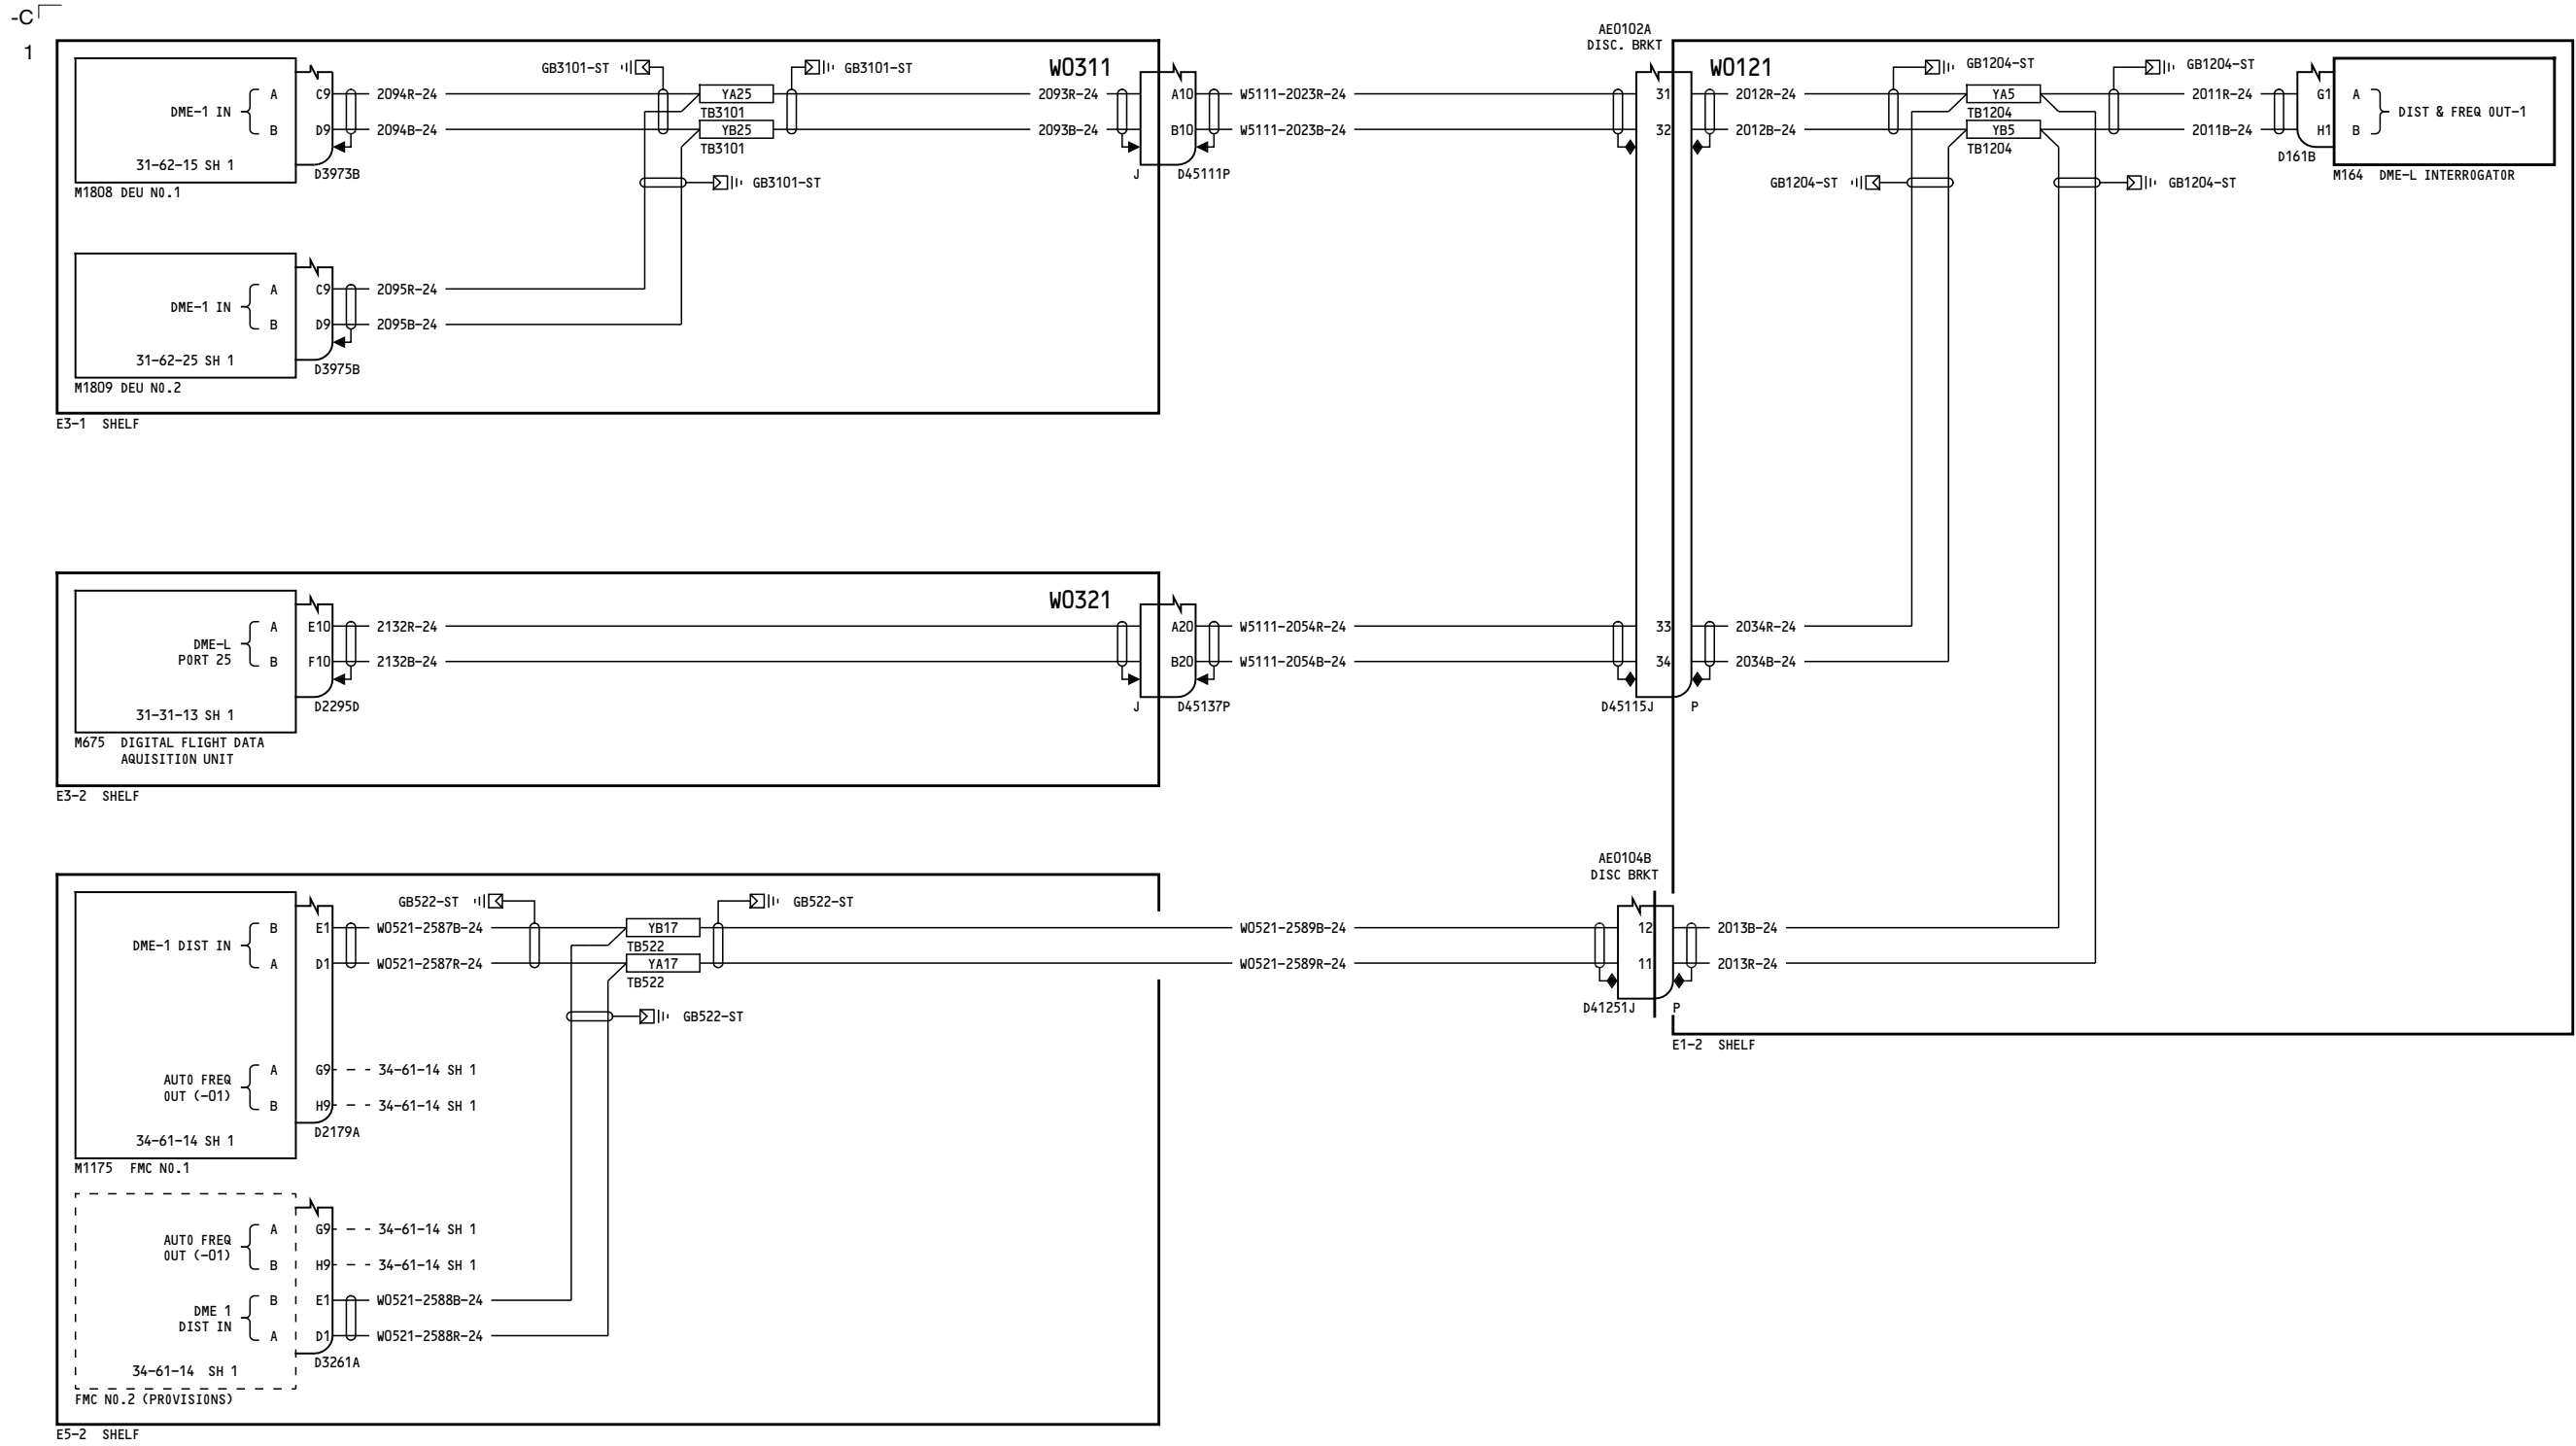 -C
1
AE0102A
DISC. BRKT
W0311
W0121
GB3101-ST
GB3101-ST
GB1204-ST
GB1204-ST
A C9 2094R-24 YA25 2093R-24 A10 W5111-2023R-24 31 2012R-24 YA5 2011R-24 G1 A
DME-1 IN
TB3101
TB1204
DIST & FREQ OUT-1
B D9 2094B-24 YB25 2093B-24 B10 W5111-2023B-24 32 2012B-24 YB5 2011B-24 H1 B
TB3101
TB1204
D161B
31-62-15 SH 1
D3973B
J D45111P
M164 DME-L INTERROGATOR
GB3101-ST
GB1204-ST
GB1204-ST
M1808 DEU NO.1
A C9 2095R-24
DME-1 IN
B D9 2095B-24
31-62-25 SH 1
D3975B
M1809 DEU NO.2
E3-1 SHELF
W0321
A E10 2132R-24 A20 W5111-2054R-24 33 2034R-24
DME-L
PORT 25
B F10 2132B-24 B20 W5111-2054B-24 34 2034B-24
31-31-13 SH 1
D2295D
J D45137P
D45115J P
M675 DIGITAL FLIGHT DATA
AQUISITION UNIT
E3-2 SHELF
AE0104B
DISC BRKT
GB522-ST
GB522-ST
B E1 W0521-2587B-24 YB17 W0521-2589B-24 12 2013B-24
DME-1 DIST IN
TB522
A D1 W0521-2587R-24 YA17 W0521-2589R-24 11 2013R-24
TB522
D41251J P
GB522-ST
E1-2 SHELF
A G9 34-61-14 SH 1
AUTO FREQ
OUT (-01)
B H9 34-61-14 SH 1
D2179A
34-61-14 SH 1
M1175 FMC NO.1
A G9 34-61-14 SH 1
AUTO FREQ
OUT (-01)
B H9 34-61-14 SH 1
B E1 W0521-2588B-24
DME 1
DIST IN
A D1 W0521-2588R-24
D3261A
34-61-14 SH 1
FMC NO.2 (PROVISIONS)
E5-2 SHELF